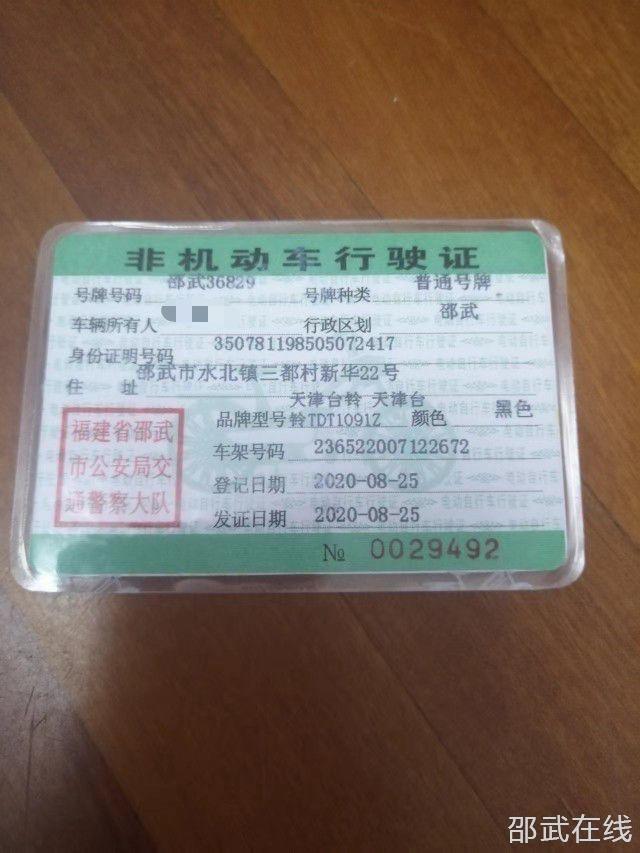 非机动车行驶证
号牌号码 邵武36829 号牌种类 普通号牌
车辆所有人 行政区划 邵武
身份证明号码 350781198505072417
住址 邵武市水北镇三都村新华22号
天津台铃 天津台
品牌型号 铃TDT1091Z 颜色 黑色
车架号码 236522007122672
登记日期 2020-08-25
发证日期 2020-08-25
福建省邵武
市公安局交
通警察大队
№ 0029492
邵武在线